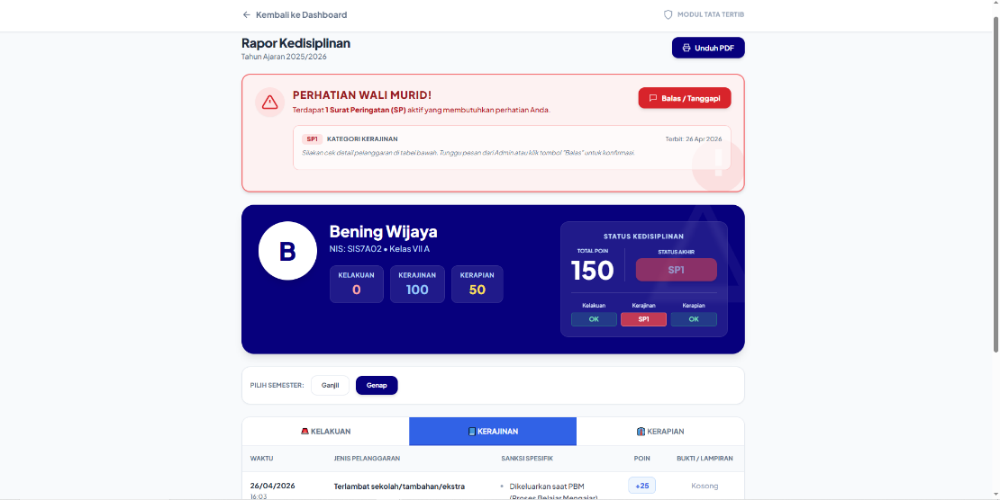 Kembali ke Dashboard
MODUL TATA TERTIB
Rapor Kedisiplinan
Tahun Ajaran 2025/2026
Unduh PDF
PERHATIAN WALI MURID!
Terdapat 1 Surat Peringatan (SP) aktif yang membutuhkan perhatian Anda.
Balas / Tanggapi
SP1 KATEGORI KERAJINAN
Terbit: 26 Apr 2026
Silakan cek detail pelanggaran di tabel bawah. Tunggu pesan dari Admin atau klik tombol "Balas" untuk konfirmasi.
B
Bening Wijaya
NIS: SIS7A02 • Kelas VII A
KELAKUAN KERAJINAN KERAPIAN
0 100 50
STATUS KEDISIPLINAN
TOTAL POIN STATUS AKHIR
150 SP1
Kelakuan Kerajinan Kerapian
OK SP1 OK
PILIH SEMESTER: Ganjil Genap
KELAKUAN KERAJINAN KERAPIAN
WAKTU JENIS PELANGGARAN SANKSI SPESIFIK POIN BUKTI / LAMPIRAN
26/04/2026 Terlambat sekolah/tambahan/ekstra • Dikeluarkan saat PBM +25 Kosong
16:03 (Proses Belajar Mengajar)